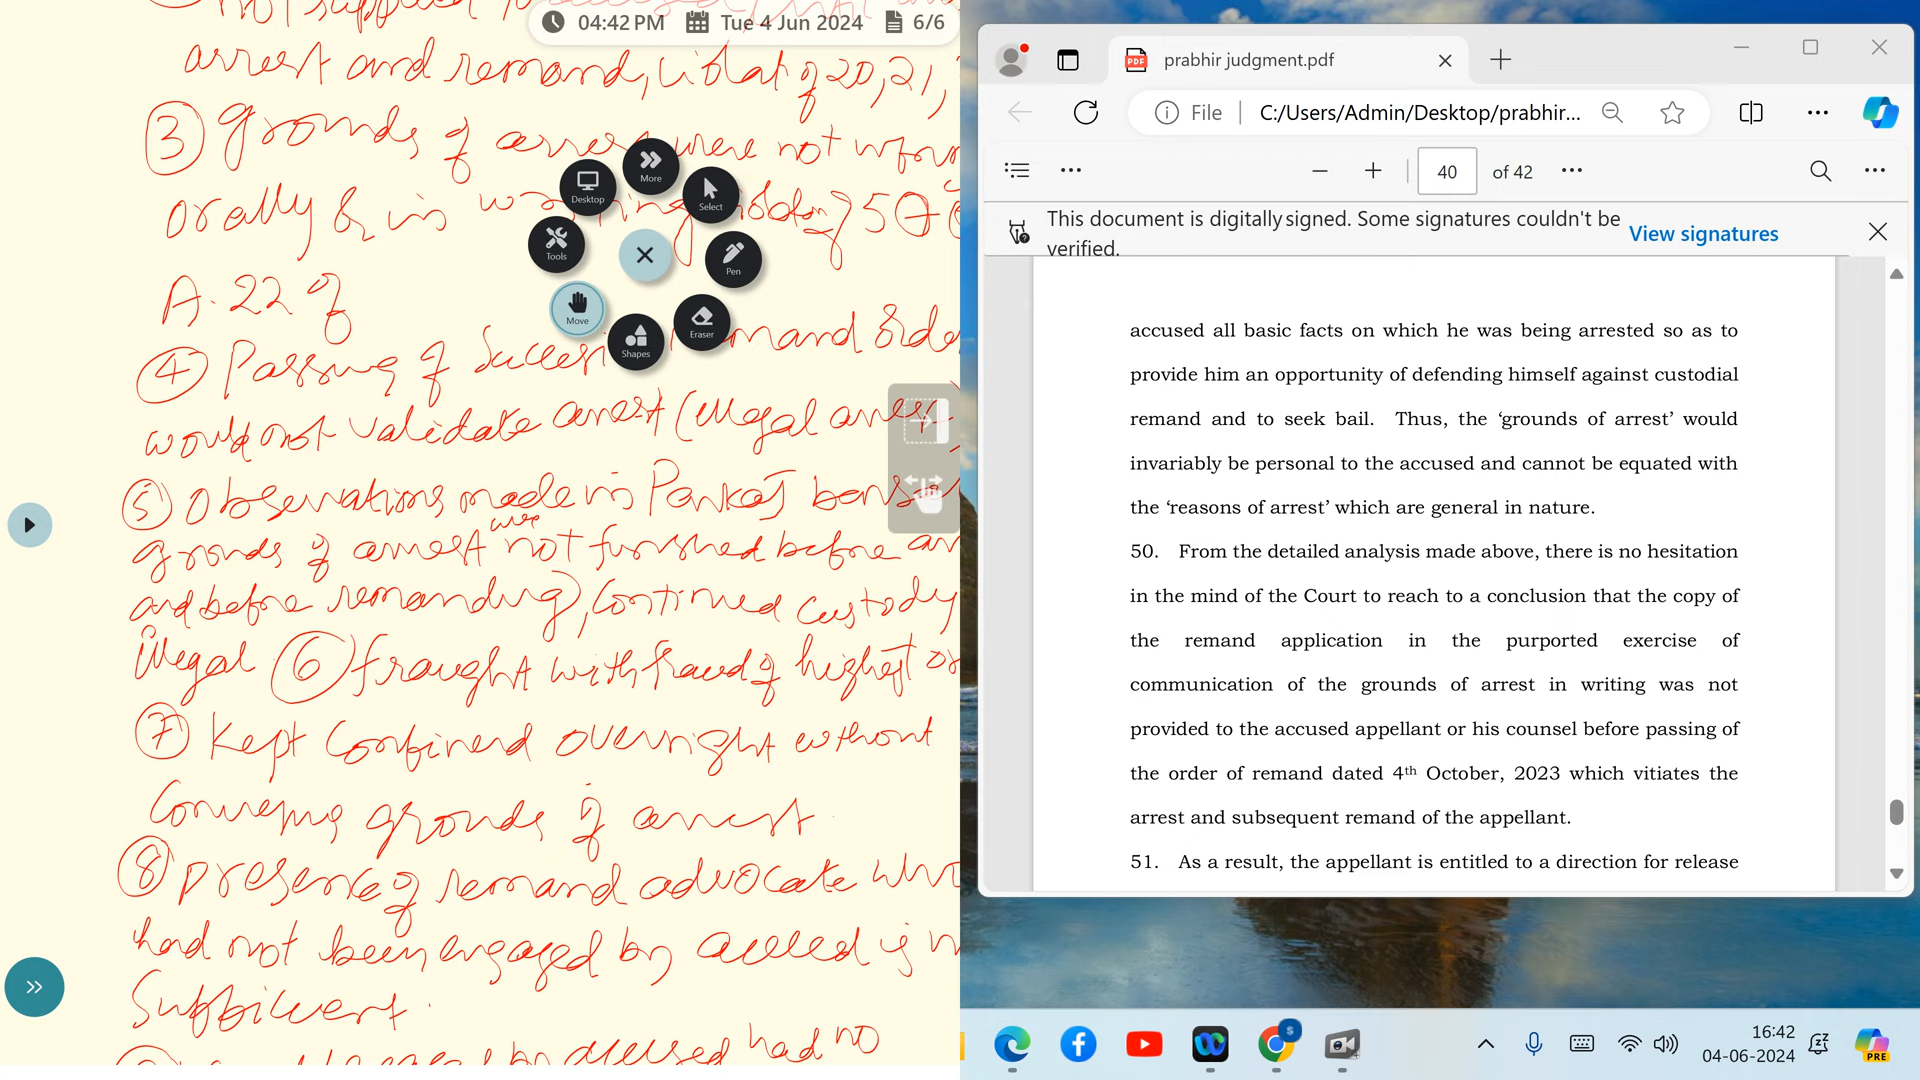 not supplied
04:42 PM Tue 4 Jun 2024 6/6
arrest and remand, violat of 20, 21,
③ grounds of arrest were not
orally & in 50
A. 22 of
④ Passing of
would not validate arrest (illegal
⑤ Observations made in Pankaj
grounds of arrest are not furnished before
and before remanding), continued custody
illegal ⑥ fraught with fraud of highest
⑦ Kept confined overnight without
conveying grounds of arrest
⑧ presence of remand advocate
had not been engaged by accused is
sufficient.
by accused had no
More
Desktop
Select
Tools
Pen
Move
Eraser
Shapes
prabhir judgment.pdf
File
C:/Users/Admin/Desktop/prabhir...
40 of 42
This document is digitally signed. Some signatures couldn't be
verified.
View signatures
accused all basic facts on which he was being arrested so as to
provide him an opportunity of defending himself against custodial
remand and to seek bail. Thus, the ‘grounds of arrest’ would
invariably be personal to the accused and cannot be equated with
the ‘reasons of arrest’ which are general in nature.
50. From the detailed analysis made above, there is no hesitation
in the mind of the Court to reach to a conclusion that the copy of
the remand application in the purported exercise of
communication of the grounds of arrest in writing was not
provided to the accused appellant or his counsel before passing of
the order of remand dated 4th October, 2023 which vitiates the
arrest and subsequent remand of the appellant.
51. As a result, the appellant is entitled to a direction for release
PDF
S
16:42
04-06-2024
PRE